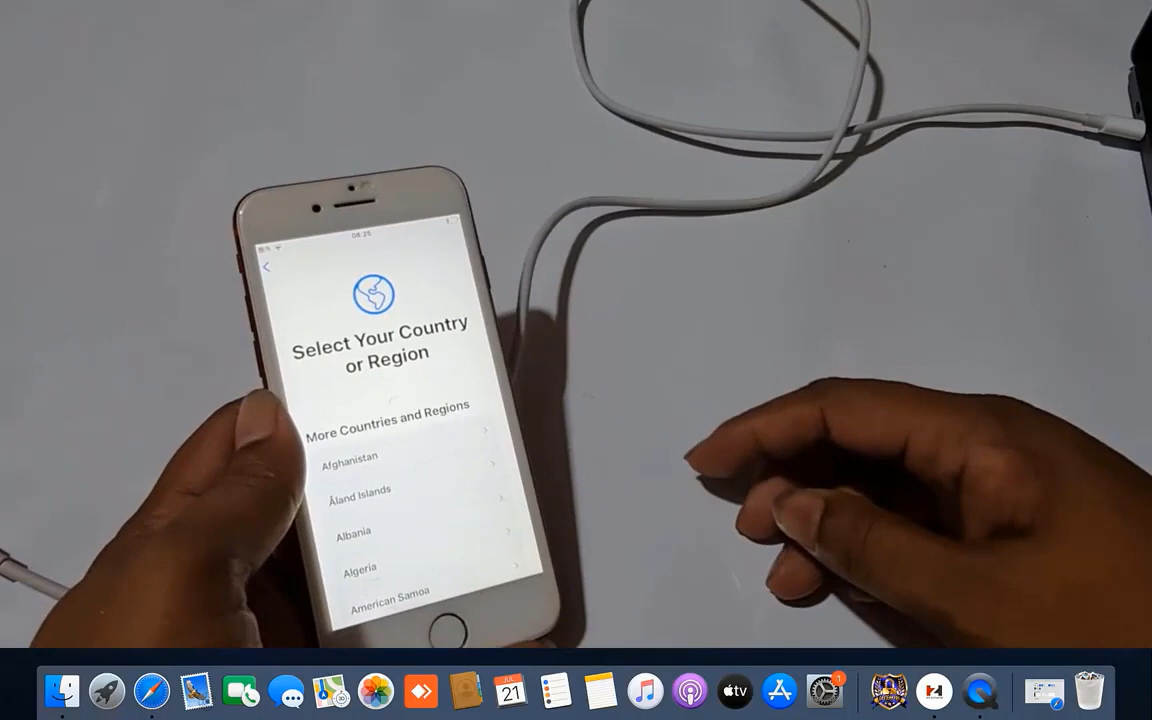 08:25
Select Your Country
or Region
More Countries and Regions
Afghanistan
Åland Islands
Albania
Algeria
American Samoa
JUL
21
tv
1